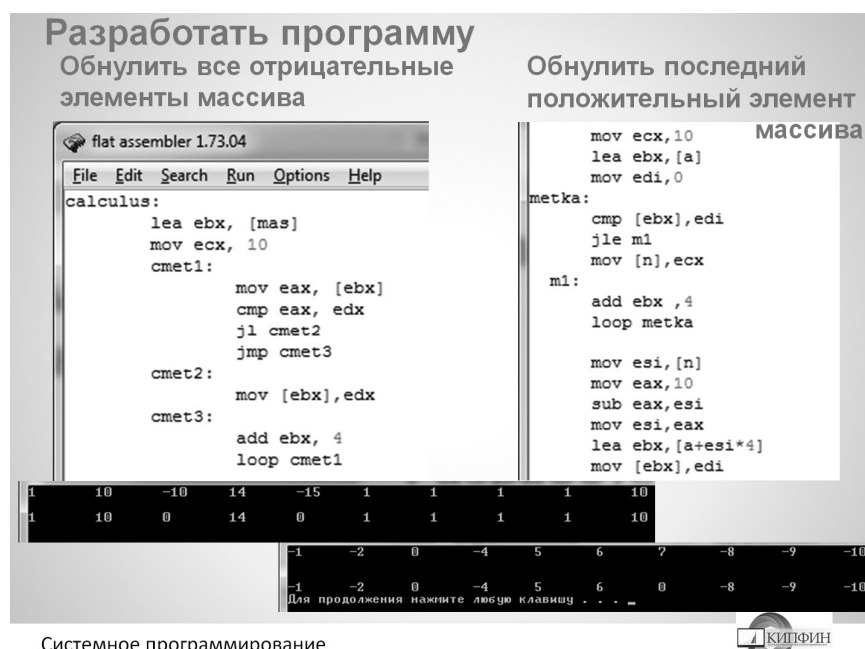 Разработать программу
Обнулить все отрицательные
элементы массива
Обнулить последний
положительный элемент
массива
flat assembler 1.73.04
File Edit Search Run Options Help
calculus:
lea ebx, [mas]
mov ecx, 10
cmet1:
mov eax, [ebx]
cmp eax, edx
jl cmet2
jmp cmet3
cmet2:
mov [ebx],edx
cmet3:
add ebx, 4
loop cmet1
mov ecx,10
lea ebx,[a]
mov edi,0
metka:
cmp [ebx],edi
jle m1
mov [n],ecx
m1:
add ebx ,4
loop metka
mov esi,[n]
mov eax,10
sub eax,esi
mov esi,eax
lea ebx,[a+esi*4]
mov [ebx],edi
1 10 -10 14 -15 1 1 1 1 10
1 10 0 14 0 1 1 1 1 10
-1 -2 0 -4 5 6 7 -8 -9 -10
-1 -2 0 -4 5 6 0 -8 -9 -10
Для продолжения нажмите любую клавишу . . . _
Системное программирование
КИПФИН